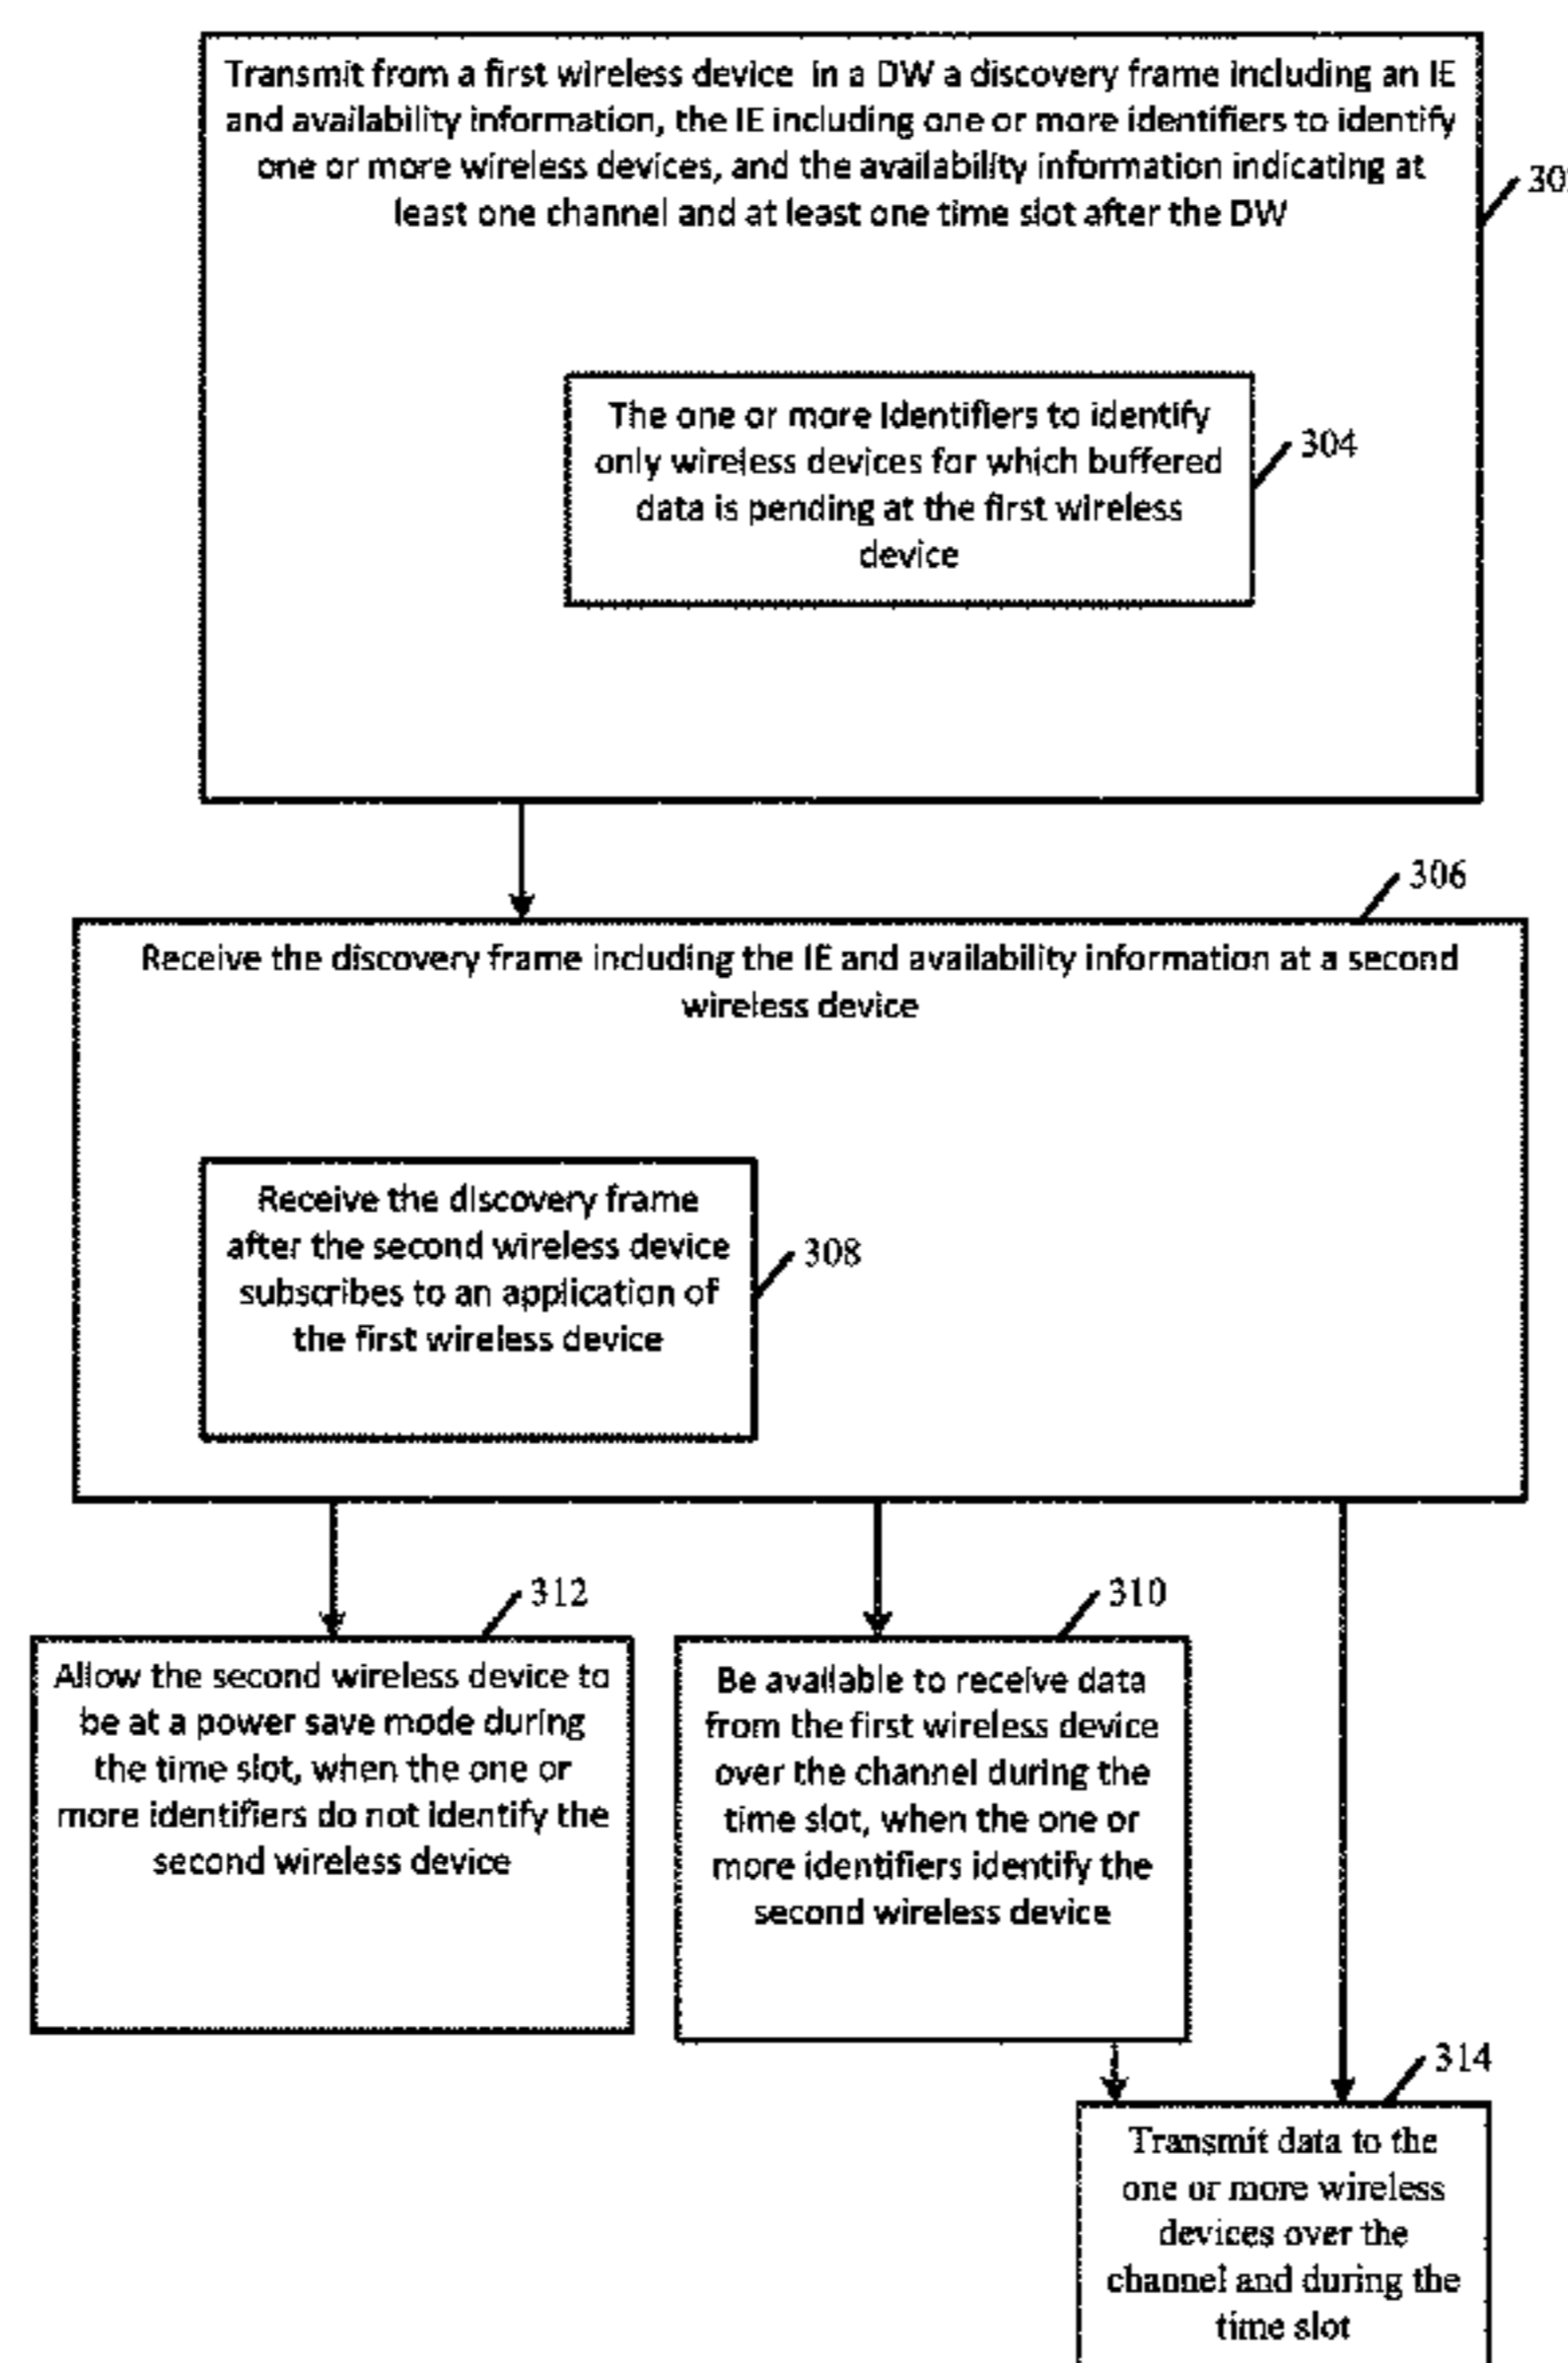 Transmit from a first wireless device in a DW a discovery frame including an IE
and availability information, the IE including one or more identifiers to identify
one or more wireless devices, and the availability information indicating at
least one channel and at least one time slot after the DW
The one or more identifiers to identify
only wireless devices for which buffered
data is pending at the first wireless
device
304
306
Receive the discovery frame including the IE and availability information at a second
wireless device
Receive the discovery frame
after the second wireless device
subscribes to an application of
the first wireless device
308
312
310
Allow the second wireless device to
be at a power save mode during
the time slot, when the one or
more identifiers do not identify the
second wireless device
Be available to receive data
from the first wireless device
over the channel during the
time slot, when the one or
more identifiers identify the
second wireless device
314
Transmit data to the
one or more wireless
devices over the
channel and during the
time slot